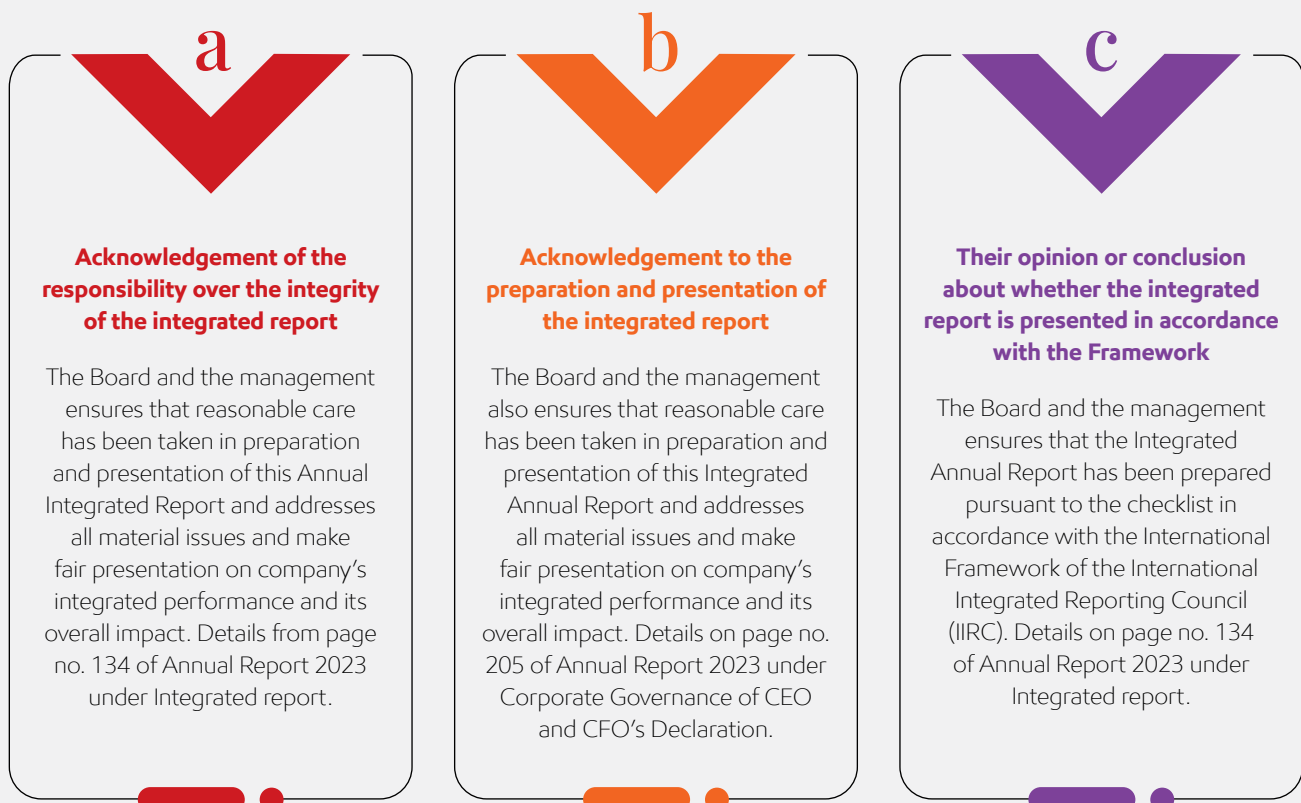 a
Acknowledgement of the
responsibility over the integrity
of the integrated report
The Board and the management
ensures that reasonable care
has been taken in preparation
and presentation of this Annual
Integrated Report and addresses
all material issues and make
fair presentation on company's
integrated performance and its
overall impact. Details from page
no. 134 of Annual Report 2023
under Integrated report.
b
Acknowledgement to the
preparation and presentation of
the integrated report
The Board and the management
also ensures that reasonable care
has been taken in preparation and
presentation of this Integrated
Annual Report and addresses
all material issues and make
fair presentation on company's
integrated performance and its
overall impact. Details on page no.
205 of Annual Report 2023 under
Corporate Governance of CEO
and CFO's Declaration.
c
Their opinion or conclusion
about whether the integrated
report is presented in accordance
with the Framework
The Board and the management
ensures that the Integrated
Annual Report has been prepared
pursuant to the checklist in
accordance with the International
Framework of the International
Integrated Reporting Council
(IIRC). Details on page no. 134
of Annual Report 2023 under
Integrated report.